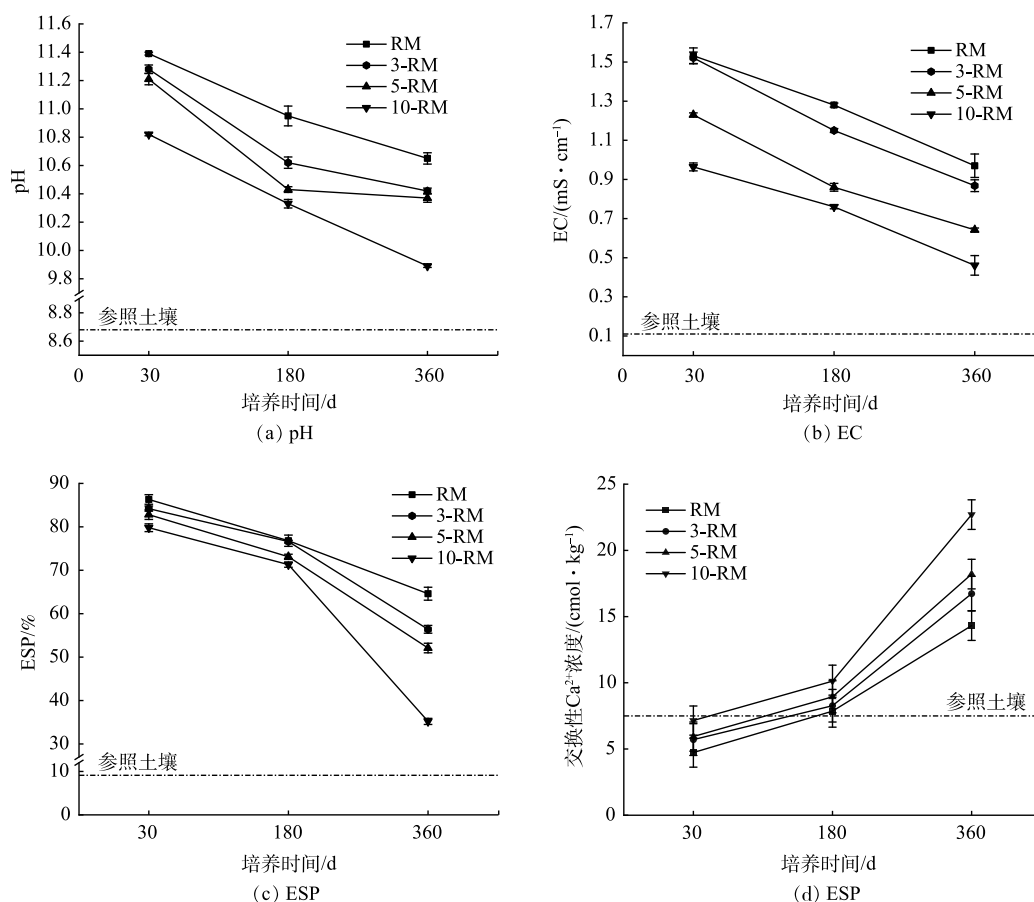 11.6
11.4
11.2
11.0
10.8
10.6
10.4
10.2
10.0
9.8
8.8
8.6
pH
RM
3-RM
5-RM
10-RM
参照土壤
0
30
180
360
培养时间/d
(a) pH
1.7
1.5
1.3
1.1
0.9
0.7
0.5
0.3
0.1
EC/(mS·cm⁻¹)
RM
3-RM
5-RM
10-RM
参照土壤
0
30
180
360
培养时间/d
(b) EC
90
80
70
60
50
40
30
10
0
ESP/%
RM
3-RM
5-RM
10-RM
参照土壤
30
180
360
培养时间/d
(c) ESP
25
20
15
10
5
0
交换性Ca²⁺浓度/(cmol·kg⁻¹)
RM
3-RM
5-RM
10-RM
参照土壤
30
180
360
培养时间/d
(d) ESP